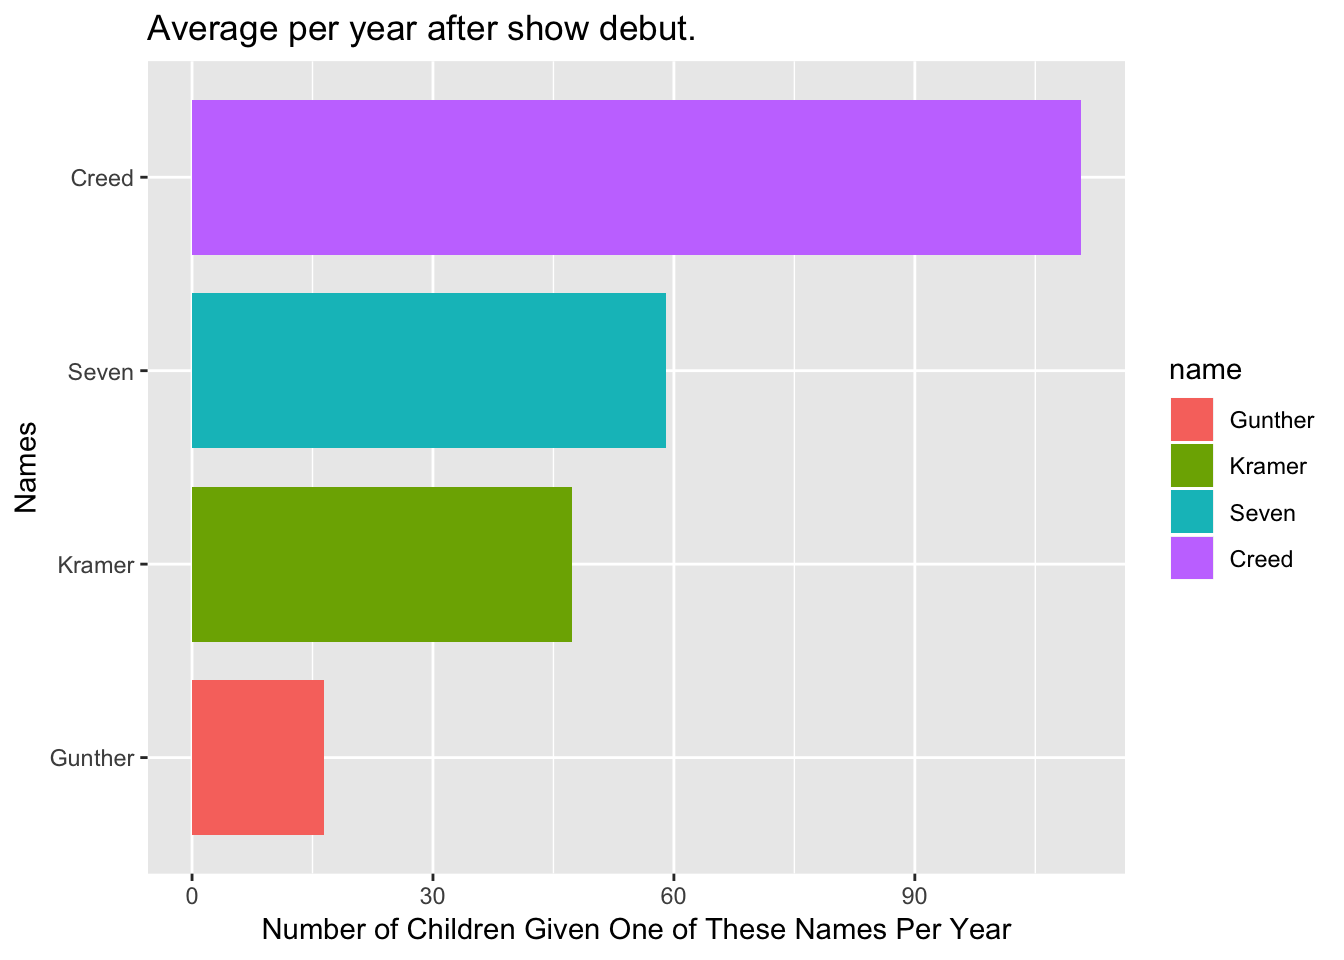 Average per year after show debut.
Names
Creed
Seven
Kramer
Gunther
0 30 60 90
Number of Children Given One of These Names Per Year
name
Gunther
Kramer
Seven
Creed